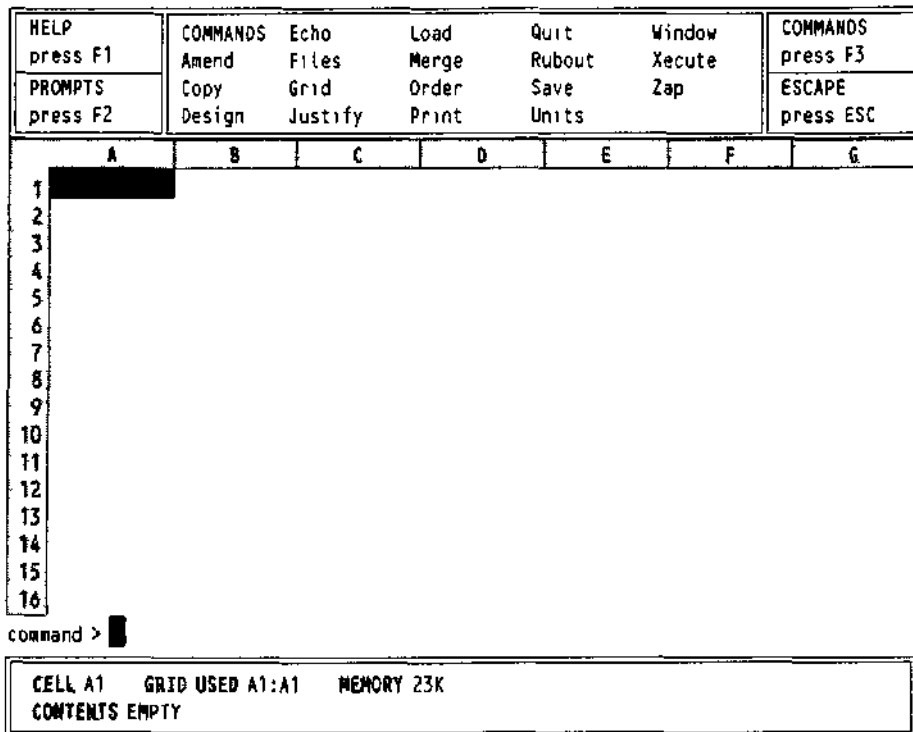 HELP
press F1
PROMPTS
press F2
COMMANDS Echo Load Quit Window
Amend Files Merge Rubout Xecute
Copy Grid Order Save Zap
Design Justify Print Units
COMMANDS
press F3
ESCAPE
press ESC
A B C D E F G
1
2
3
4
5
6
7
8
9
10
11
12
13
14
15
16
command >
CELL A1 GRID USED A1:A1 MEMORY 23K
CONTENTS EMPTY